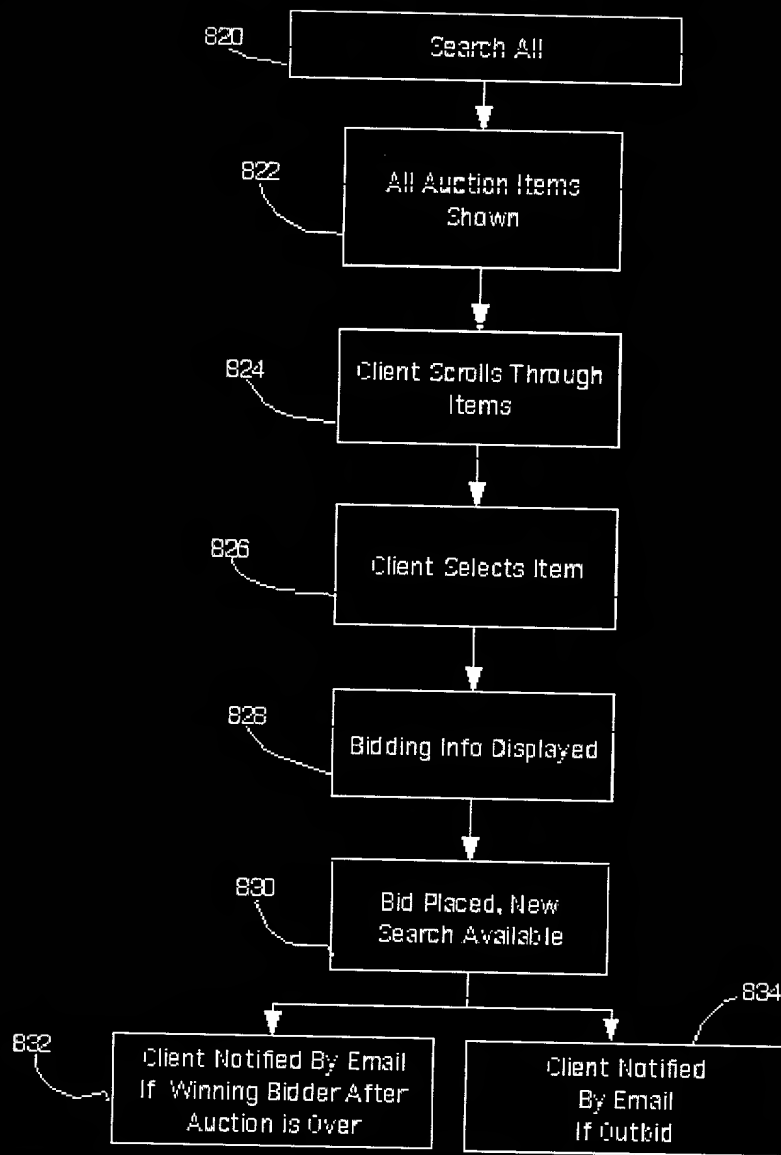 820
Search All
822
All Auction Items
Shown
824
Client Scrolls Through
Items
826
Client Selects Item
828
Bidding Info Displayed
830
Bid Placed, New
Search Available
832
Client Notified By Email
If Winning Bidder After
Auction is Over
834
Client Notified
By Email
If Outbid